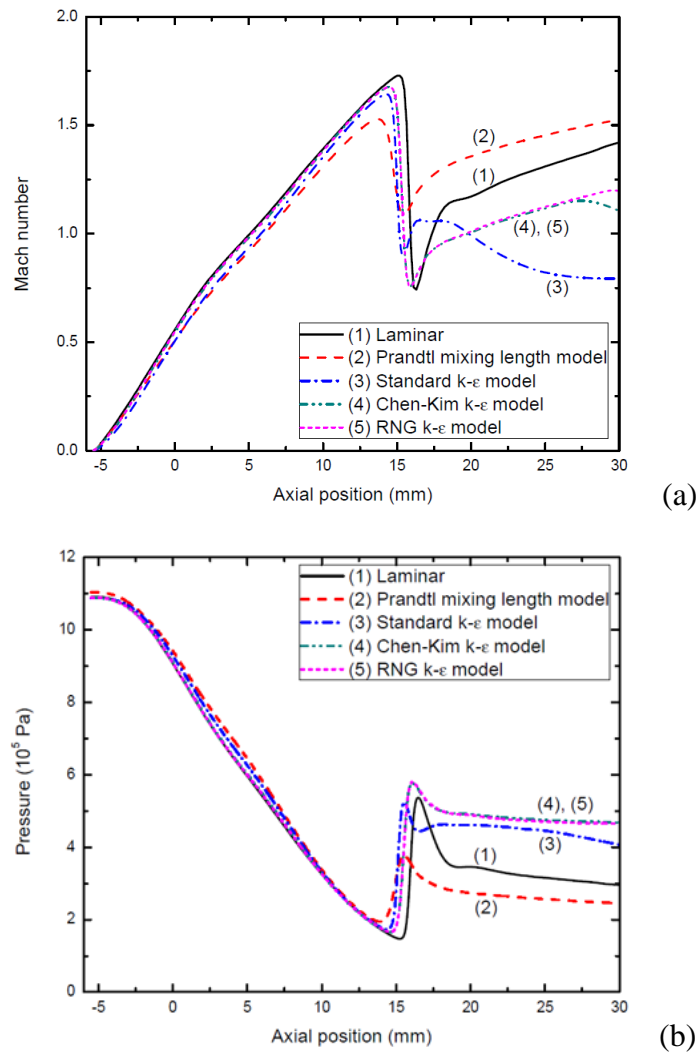 2.0
1.5
1.0
0.5
0.0
Mach number
(2)
(1)
(4), (5)
(3)
(1) Laminar
(2) Prandtl mixing length model
(3) Standard k-ε model
(4) Chen-Kim k-ε model
(5) RNG k-ε model
-5 0 5 10 15 20 25 30
Axial position (mm)
(a)
12
10
8
6
4
2
0
Pressure (10⁵ Pa)
(1) Laminar
(2) Prandtl mixing length model
(3) Standard k-ε model
(4) Chen-Kim k-ε model
(5) RNG k-ε model
(4), (5)
(3)
(1)
(2)
-5 0 5 10 15 20 25 30
Axial position (mm)
(b)